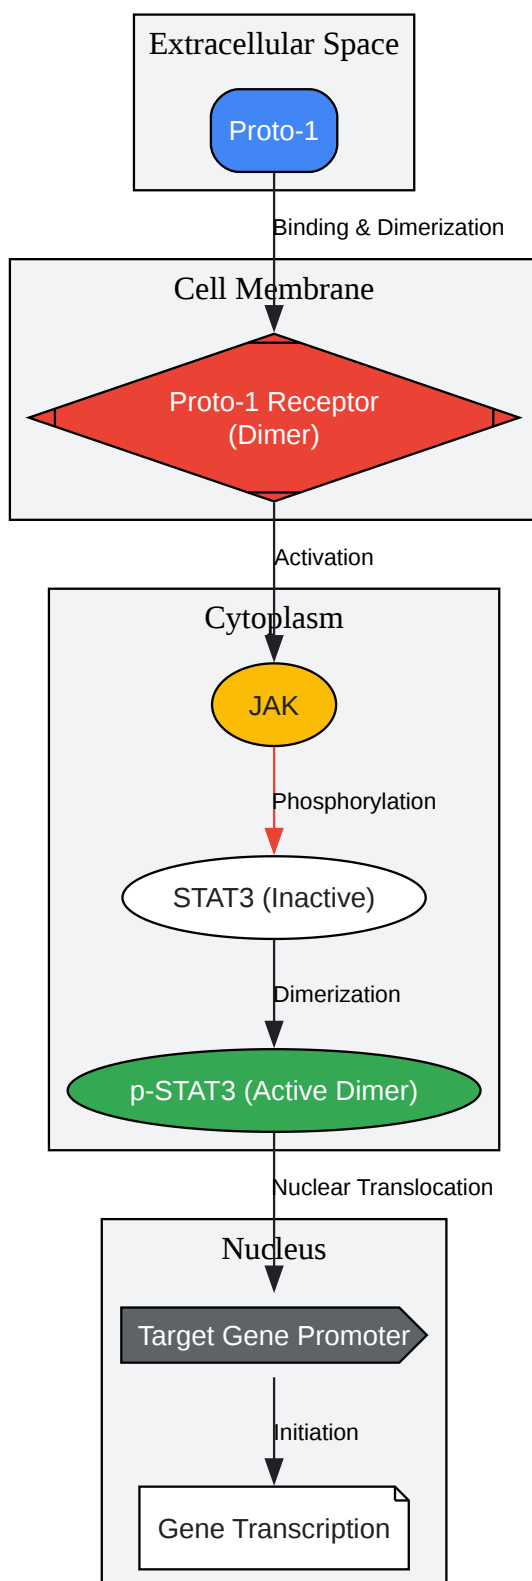 Extracellular Space
Proto-1
Binding & Dimerization
Cell Membrane
Proto-1 Receptor
(Dimer)
Activation
Cytoplasm
JAK
Phosphorylation
STAT3 (Inactive)
Dimerization
p-STAT3 (Active Dimer)
Nuclear Translocation
Nucleus
Target Gene Promoter
Initiation
Gene Transcription